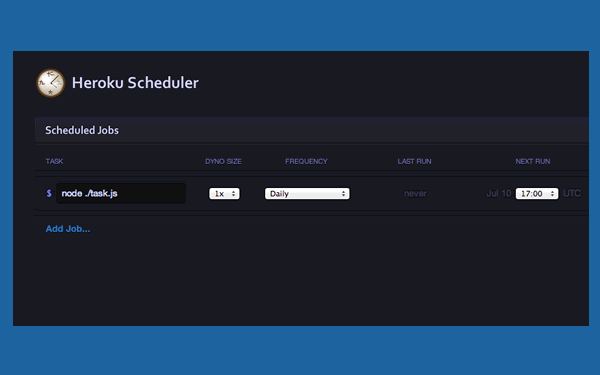 Heroku Scheduler
Scheduled Jobs
TASK DYNO SIZE FREQUENCY LAST RUN NEXT RUN
$ node ./task.js 1x Daily never Jul 10 17:00 UTC
Add Job...